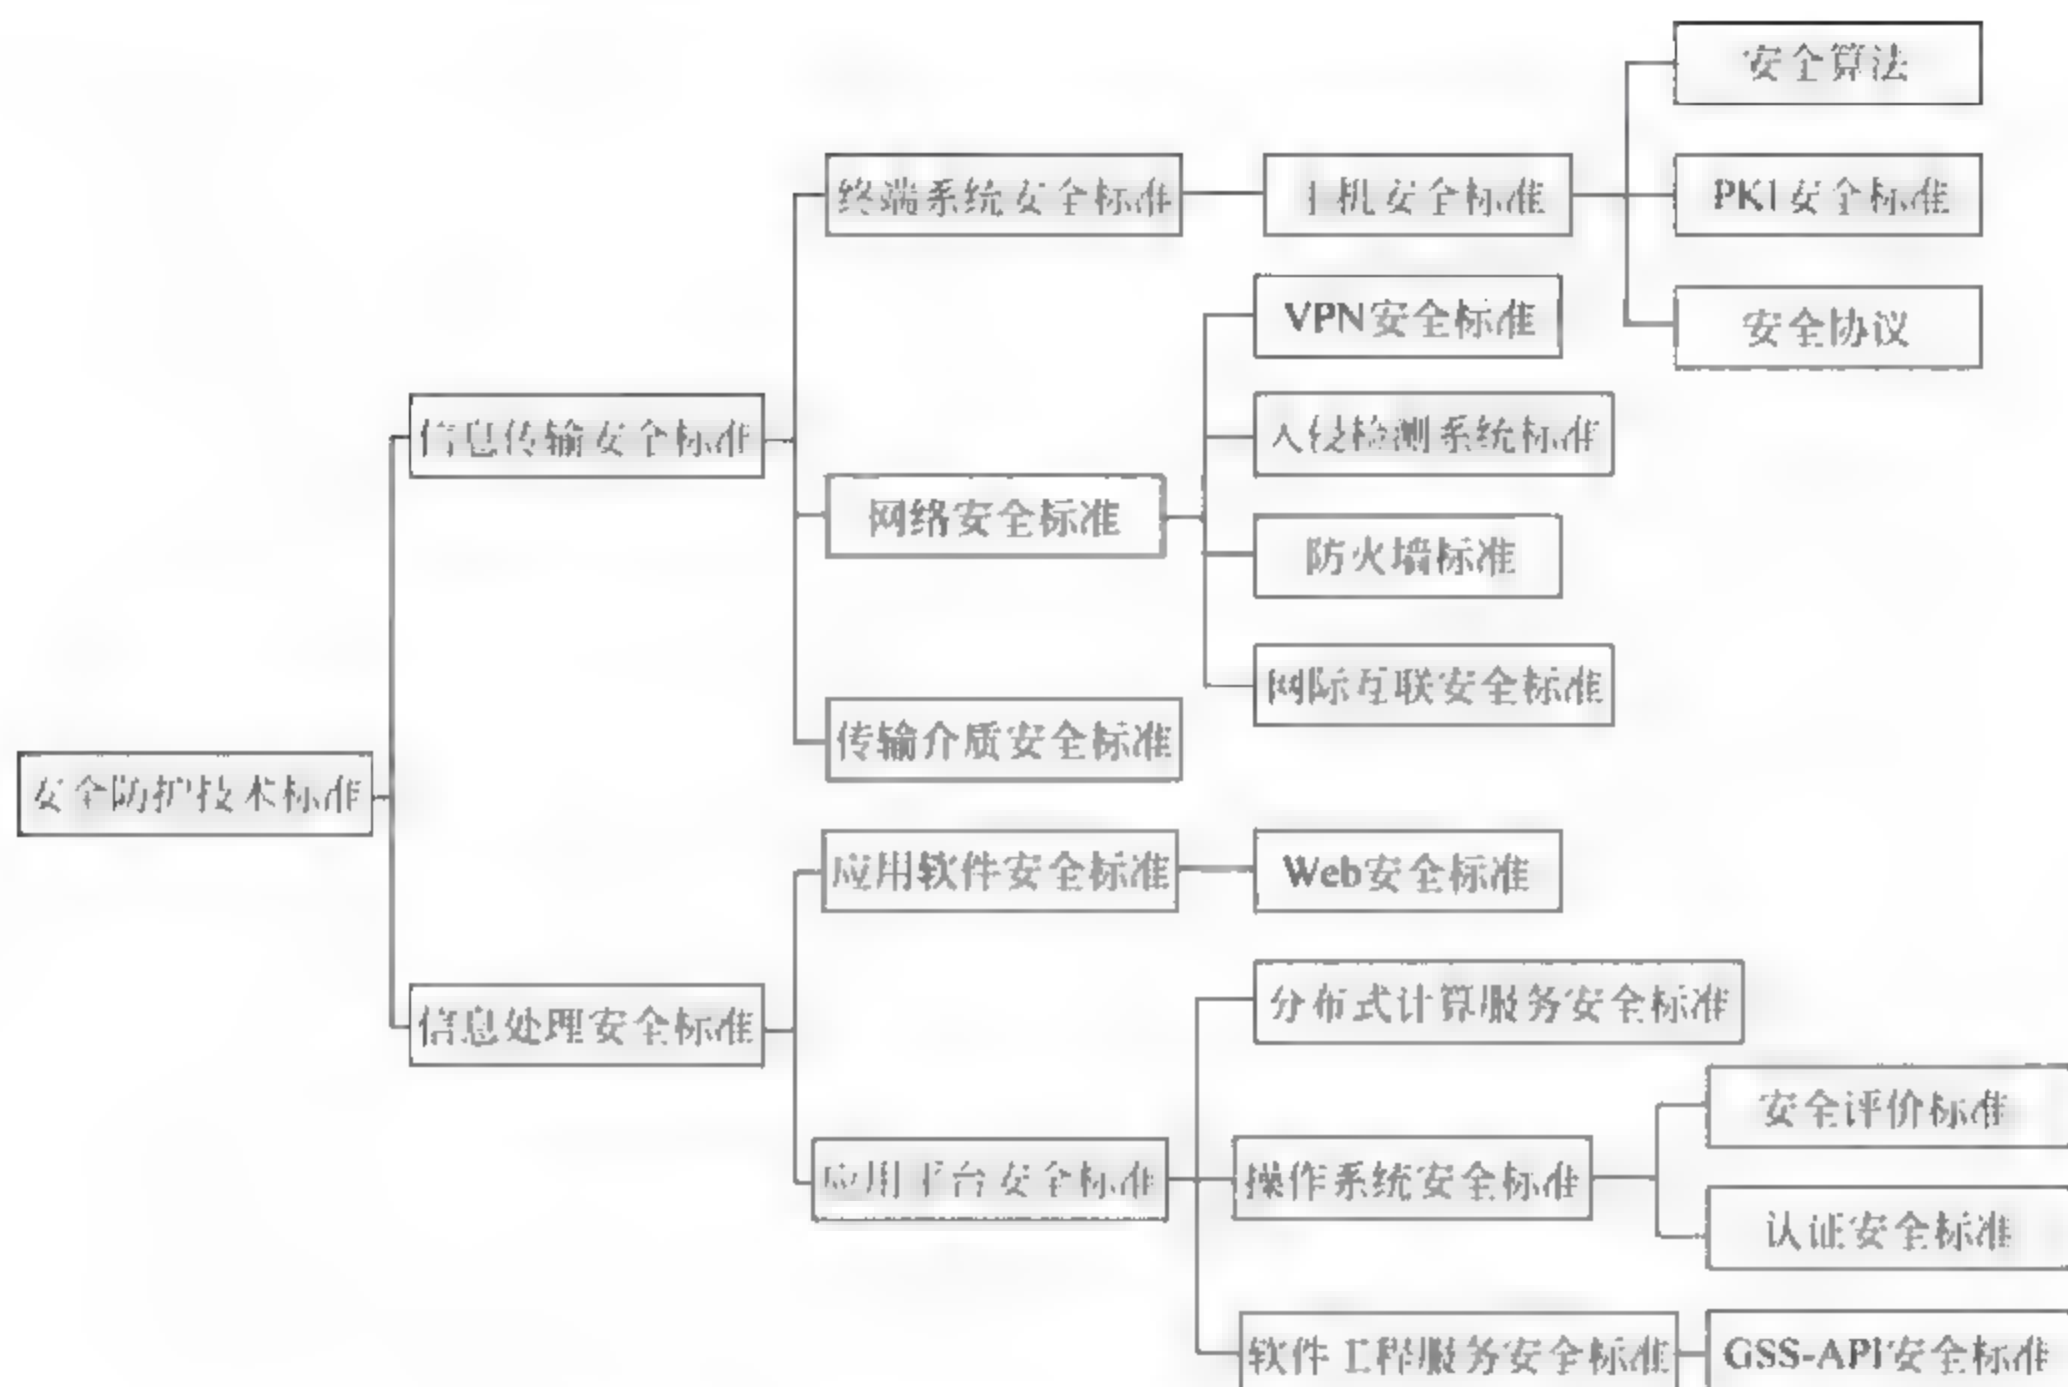 安全算法
终端系统安全标准
主机安全标准
PKI安全标准
VPN安全标准
安全协议
信息传输安全标准
入侵检测系统标准
网络安全标准
防火墙标准
网际互联安全标准
传输介质安全标准
安全防护技术标准
应用软件安全标准
Web安全标准
信息处理安全标准
分布式计算服务安全标准
安全评价标准
应用平台安全标准
操作系统安全标准
认证安全标准
软件工程服务安全标准
GSS-API安全标准